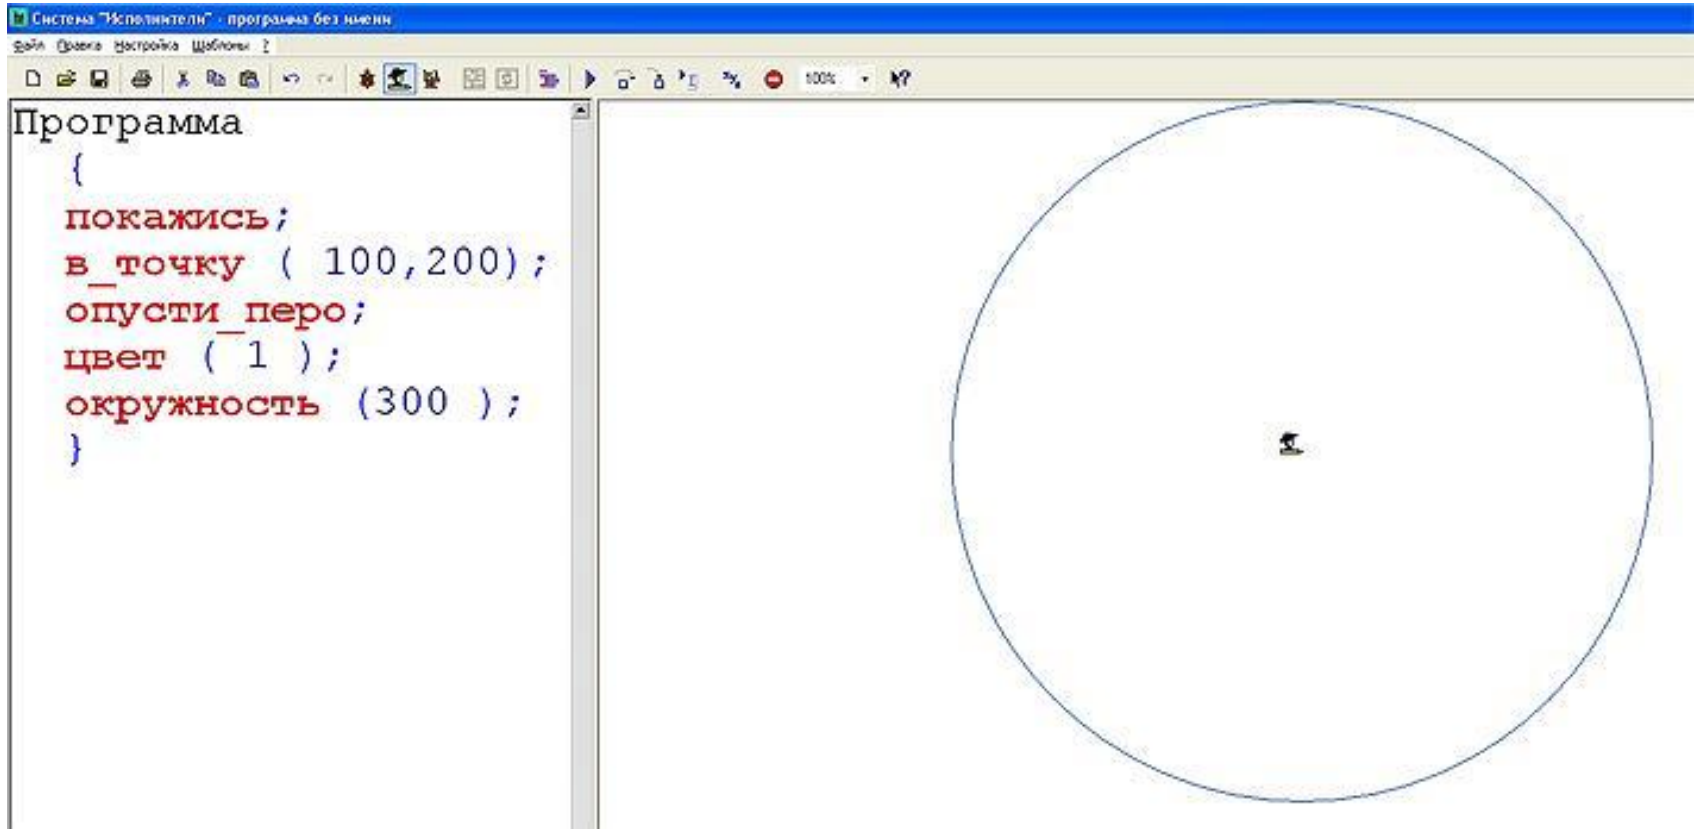 Система "Исполнители" - программа без имени
Файл Правка Настройка Шаблоны ?
100%
Программа
{
покажись;
в_точку ( 100,200);
опусти_перо;
цвет ( 1 );
окружность (300 );
}